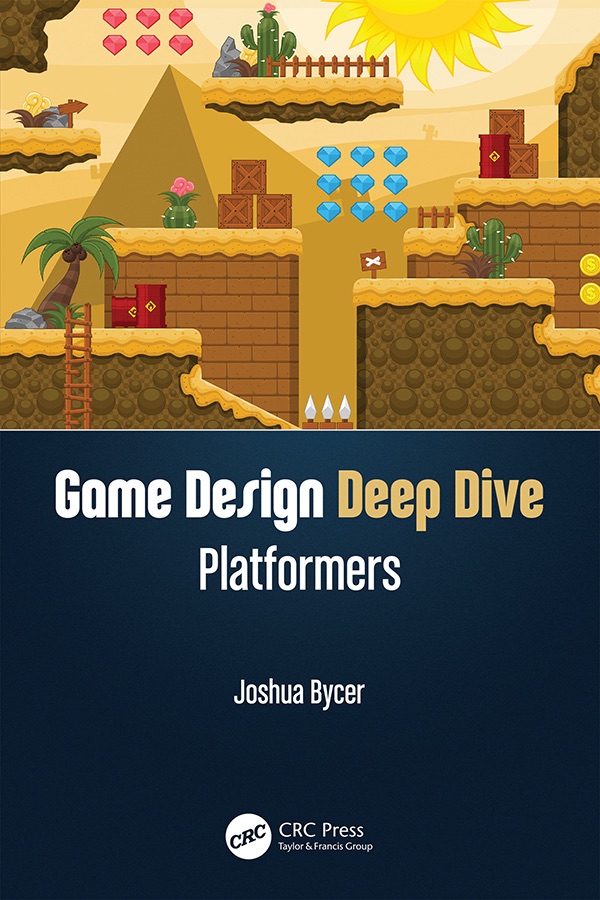 Game Design Deep Dive
Platformers
Joshua Bycer
CRC
CRC Press
Taylor & Francis Group